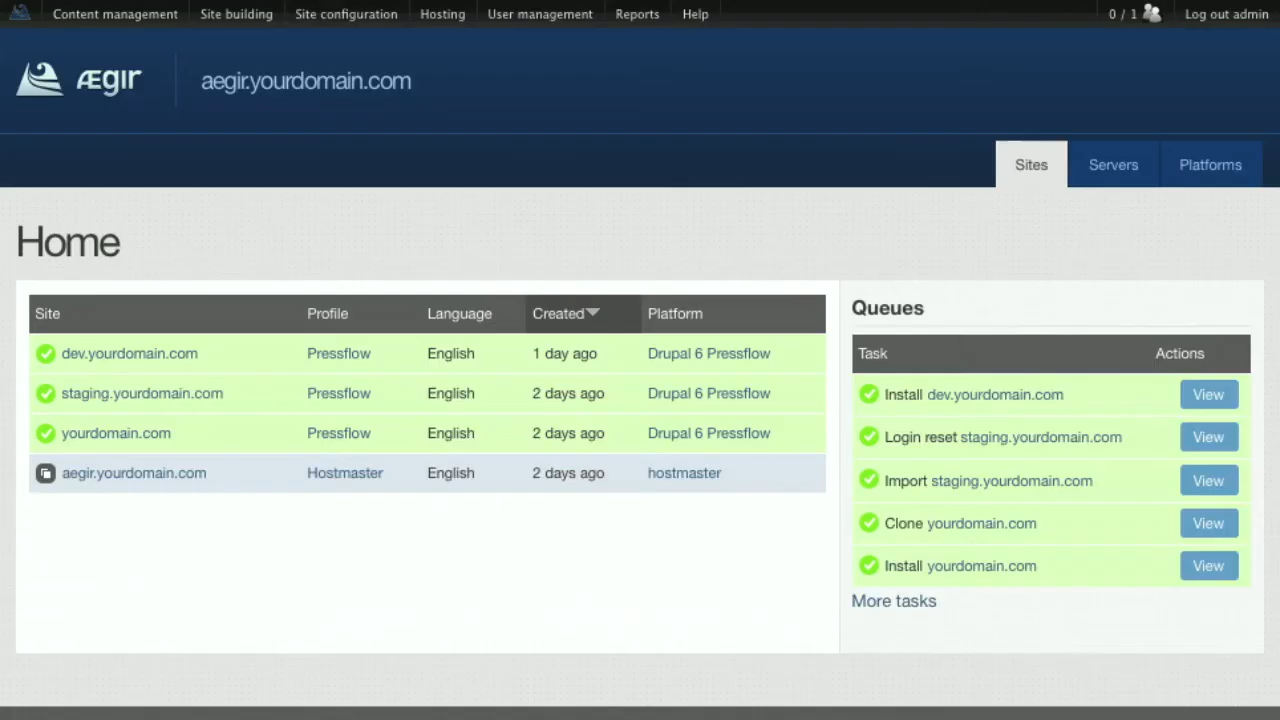 Content management Site building Site configuration Hosting User management Reports Help 0 / 1 Log out admin
ÆGIR aegir.yourdomain.com
Sites Servers Platforms
Home
Site Profile Language Created Platform
dev.yourdomain.com Pressflow English 1 day ago Drupal 6 Pressflow
staging.yourdomain.com Pressflow English 2 days ago Drupal 6 Pressflow
yourdomain.com Pressflow English 2 days ago Drupal 6 Pressflow
aegir.yourdomain.com Hostmaster English 2 days ago hostmaster
Queues
Task Actions
Install dev.yourdomain.com View
Login reset staging.yourdomain.com View
Import staging.yourdomain.com View
Clone yourdomain.com View
Install yourdomain.com View
More tasks